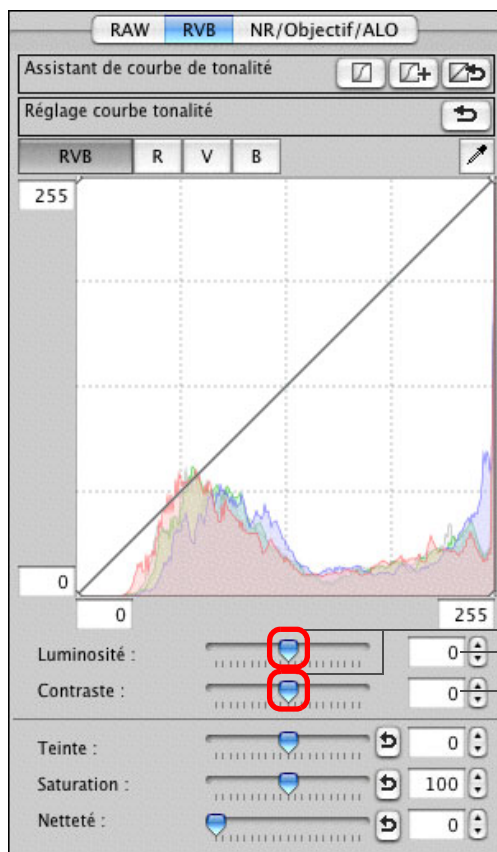 RAW RVB NR/Objectif/ALO
Assistant de courbe de tonalité
Réglage courbe tonalité
RVB R V B
255
0
0 255
Luminosité : 0
Contraste : 0
Teinte : 0
Saturation : 100
Netteté : 0